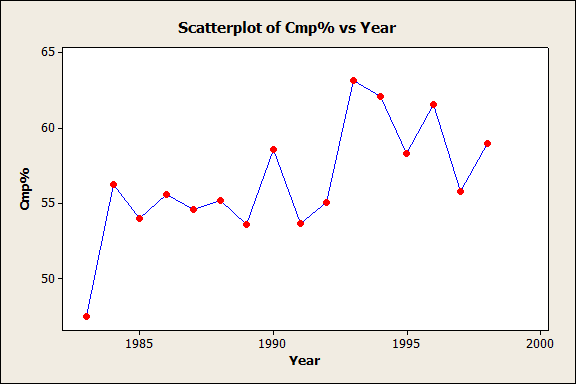 Scatterplot of Cmp% vs Year
65
60
55
50
Cmp%
1985 1990 1995 2000
Year